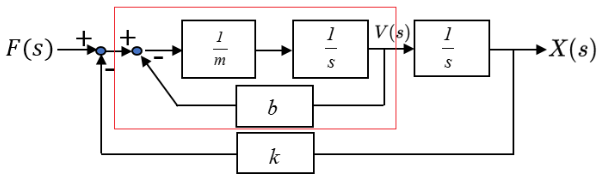 F(s) + - + - 1/m 1/s V(s) 1/s X(s)
b
k